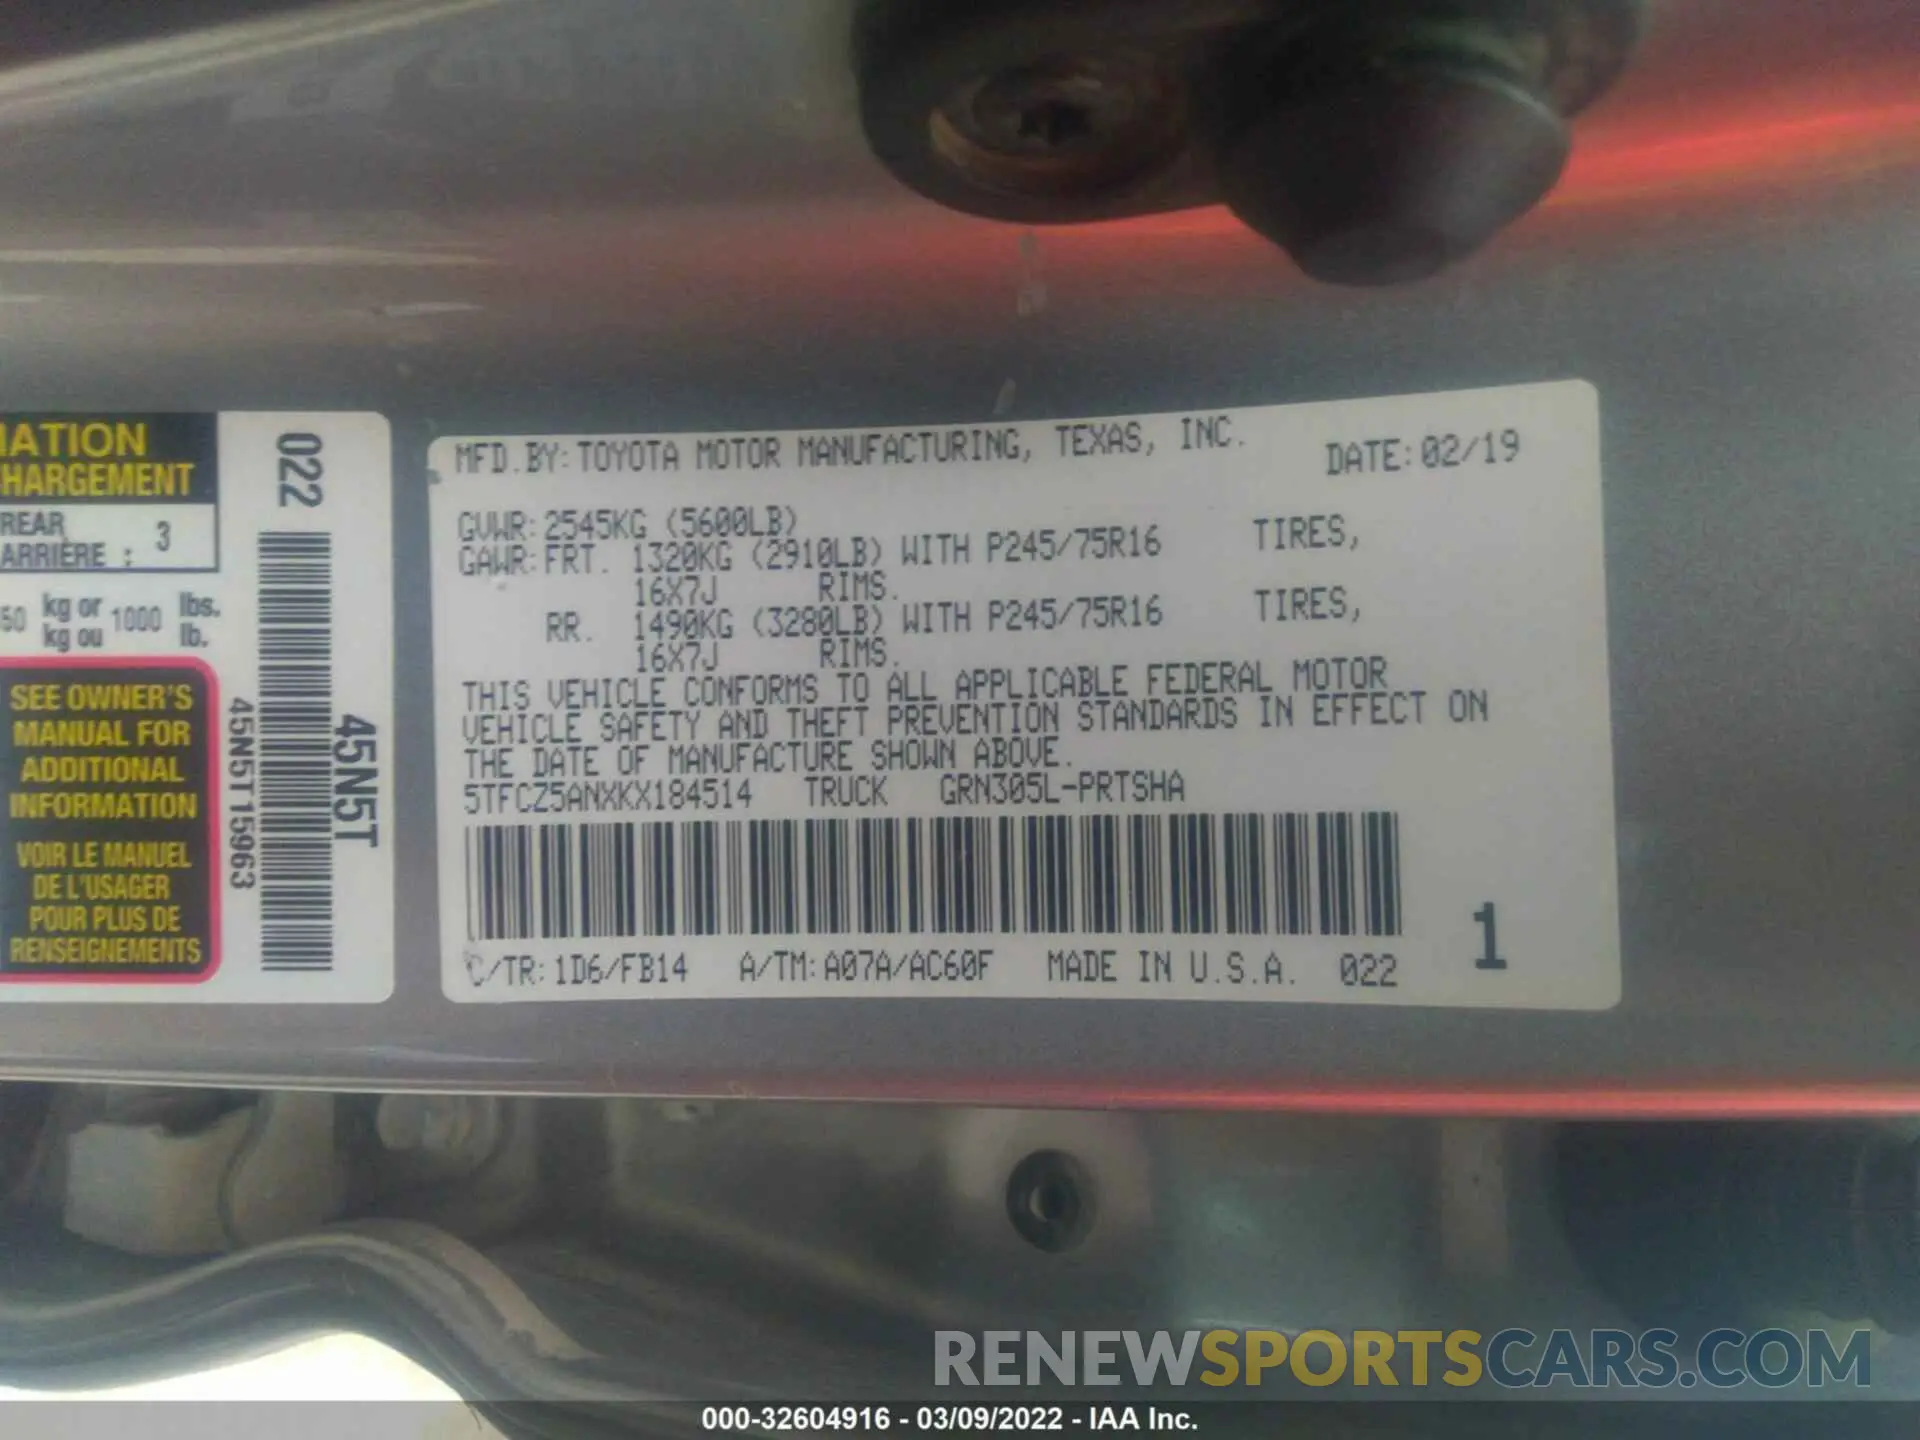 MATION
CHARGEMENT
REAR
ARRIÈRE : 3
50 kg or 1000 lbs.
kg ou lb.
SEE OWNER'S
MANUAL FOR
ADDITIONAL
INFORMATION
VOIR LE MANUEL
DE L'USAGER
POUR PLUS DE
RENSEIGNEMENTS
022
45N5T15963
45N5T
MFD.BY:TOYOTA MOTOR MANUFACTURING, TEXAS, INC. DATE:02/19
GVWR:2545KG (5600LB)
GAWR:FRT. 1320KG (2910LB) WITH P245/75R16 TIRES,
16X7J RIMS.
RR. 1490KG (3280LB) WITH P245/75R16 TIRES,
16X7J RIMS.
THIS VEHICLE CONFORMS TO ALL APPLICABLE FEDERAL MOTOR
VEHICLE SAFETY AND THEFT PREVENTION STANDARDS IN EFFECT ON
THE DATE OF MANUFACTURE SHOWN ABOVE.
5TFCZ5ANXKX184514 TRUCK GRN305L-PRTSHA
C/TR:1D6/FB14 A/TM:A07A/AC60F MADE IN U.S.A. 022 1
RENEWSPORTSCARS.COM
000-32604916 - 03/09/2022 - IAA Inc.